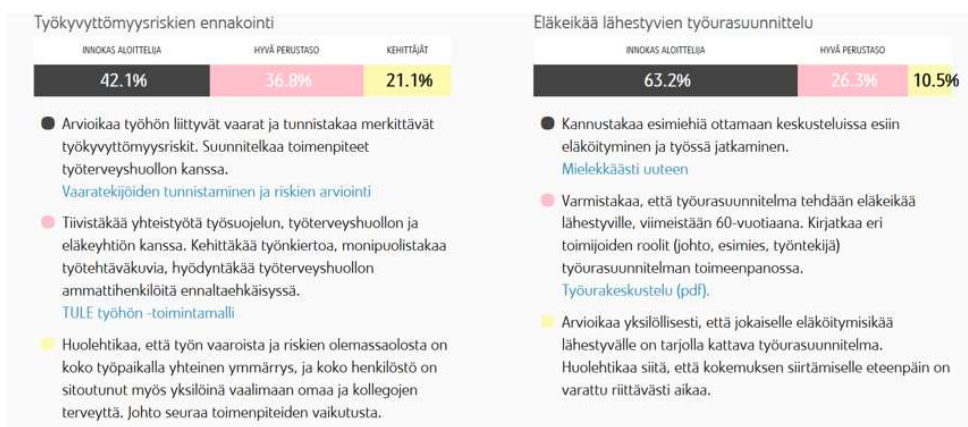 Työkyvyttömyysriskien ennakointi
INNOKAS ALOITTELIJA HYVÄ PERUSTASO KEHITTÄJÄT
42.1% 36.8% 21.1%
Arvioikaa työhön liittyvät vaarat ja tunnistakaa merkittävät
työkyvyttömyysriskit. Suunnitelkaa toimenpiteet
työterveyshuollon kanssa.
Vaaratekijöiden tunnistaminen ja riskien arviointi
Tiivistäkää yhteistyötä työsuojelun, työterveyshuollon ja
eläkeyhtiön kanssa. Kehittäkää työnkiertoa, monipuolistakaa
työtehtäväkuvia, hyödyntäkää työterveyshuollon
ammattihenkilöitä ennaltaehkäisyssä.
TULE työhön -toimintamalli
Huolehtikaa, että työn vaaroista ja riskien olemassaolosta on
koko työpaikalla yhteinen ymmärrys, ja koko henkilöstö on
sitoutunut myös yksilöinä vaalimaan omaa ja kollegojen
terveyttä. Johto seuraa toimenpiteiden vaikutusta.
Eläkeikää lähestyvien työurasuunnittelu
INNOKAS ALOITTELIJA HYVÄ PERUSTASO
63.2% 26.3% 10.5%
Kannustakaa esimiehiä ottamaan keskusteluissa esiin
eläköityminen ja työssä jatkaminen.
Mielekkäästi uuteen
Varmistakaa, että työurasuunnitelma tehdään eläkeikää
lähestyville, viimeistään 60-vuotiaana. Kirjatkaa eri
toimijoiden roolit (johto, esimies, työntekijä)
työurasuunnitelman toimeenpanossa.
Työurakeskustelu (pdf).
Arvioikaa yksilöllisesti, että jokaiselle eläköitymisikää
lähestyvälle on tarjolla kattava työurasuunnitelma.
Huolehtikaa siitä, että kokemuksen siirtämiselle eteenpäin on
varattu riittävästi aikaa.